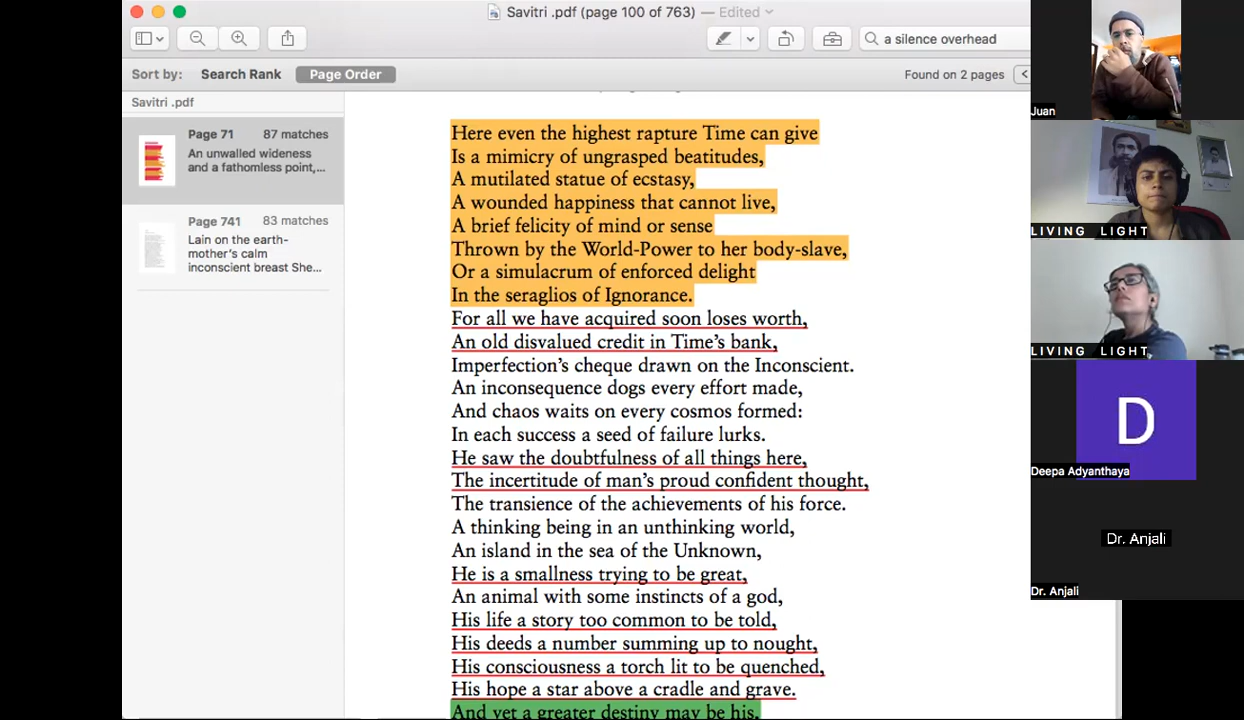 Savitri .pdf (page 100 of 763) — Edited
a silence overhead
Sort by: Search Rank Page Order
Found on 2 pages
Savitri .pdf
Page 71 87 matches
An unwalled wideness
and a fathomless point,...
Page 741 83 matches
Lain on the earth-
mother's calm
inconscient breast She...
Here even the highest rapture Time can give
Is a mimicry of ungrasped beatitudes,
A mutilated statue of ecstasy,
A wounded happiness that cannot live,
A brief felicity of mind or sense
Thrown by the World-Power to her body-slave,
Or a simulacrum of enforced delight
In the seraglios of Ignorance.
For all we have acquired soon loses worth,
An old disvalued credit in Time's bank,
Imperfection's cheque drawn on the Inconscient.
An inconsequence dogs every effort made,
And chaos waits on every cosmos formed:
In each success a seed of failure lurks.
He saw the doubtfulness of all things here,
The incertitude of man's proud confident thought,
The transience of the achievements of his force.
A thinking being in an unthinking world,
An island in the sea of the Unknown,
He is a smallness trying to be great,
An animal with some instincts of a god,
His life a story too common to be told,
His deeds a number summing up to nought,
His consciousness a torch lit to be quenched,
His hope a star above a cradle and grave.
And yet a greater destiny may be his,
Juan
LIVING LIGHT
LIVING LIGHT
D
Deepa Adyanthaya
Dr. Anjali
Dr. Anjali